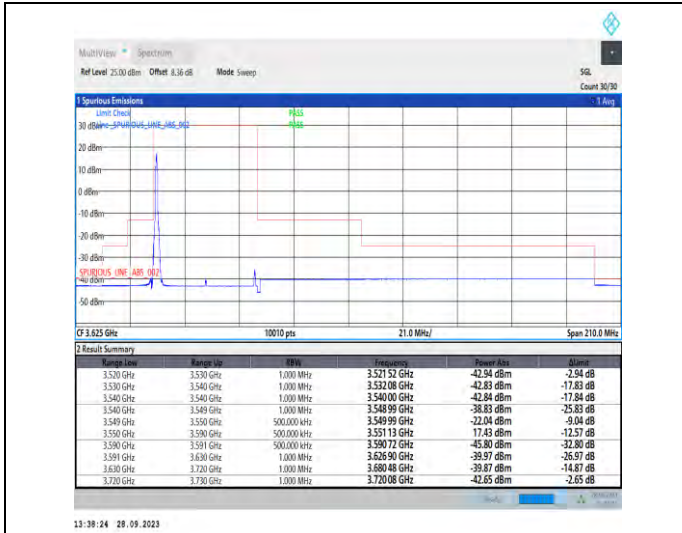 MultiView Spectrum
Ref Level 25.00 dBm Offset 8.36 dB Mode Sweep SGL
Count 30/30
1 Spurious Emissions 1 Avg
Limit Check PASS
30 dBm Line _SPURIOUS_LINE_ABS_002 PASS
20 dBm
10 dBm
0 dBm
-10 dBm
-20 dBm
-30 dBm
_SPURIOUS_LINE_ABS_002
-40 dBm
-50 dBm
CF 3.625 GHz 10010 pts 21.0 MHz/ Span 210.0 MHz
2 Result Summary
Range Low Range Up RBW Frequency Power Abs ΔLimit
3.520 GHz 3.530 GHz 1.000 MHz 3.521 52 GHz -42.94 dBm -2.94 dB
3.530 GHz 3.540 GHz 1.000 MHz 3.532 08 GHz -42.83 dBm -17.83 dB
3.540 GHz 3.540 GHz 1.000 MHz 3.540 00 GHz -42.84 dBm -17.84 dB
3.540 GHz 3.549 GHz 1.000 MHz 3.548 99 GHz -38.83 dBm -25.83 dB
3.549 GHz 3.550 GHz 500.000 kHz 3.549 99 GHz -22.04 dBm -9.04 dB
3.550 GHz 3.590 GHz 500.000 kHz 3.551 13 GHz 17.43 dBm -12.57 dB
3.590 GHz 3.591 GHz 500.000 kHz 3.590 72 GHz -45.80 dBm -32.80 dB
3.591 GHz 3.630 GHz 1.000 MHz 3.626 90 GHz -39.97 dBm -26.97 dB
3.630 GHz 3.720 GHz 1.000 MHz 3.680 48 GHz -39.87 dBm -14.87 dB
3.720 GHz 3.730 GHz 1.000 MHz 3.720 08 GHz -42.65 dBm -2.65 dB
13:38:24 28.09.2023